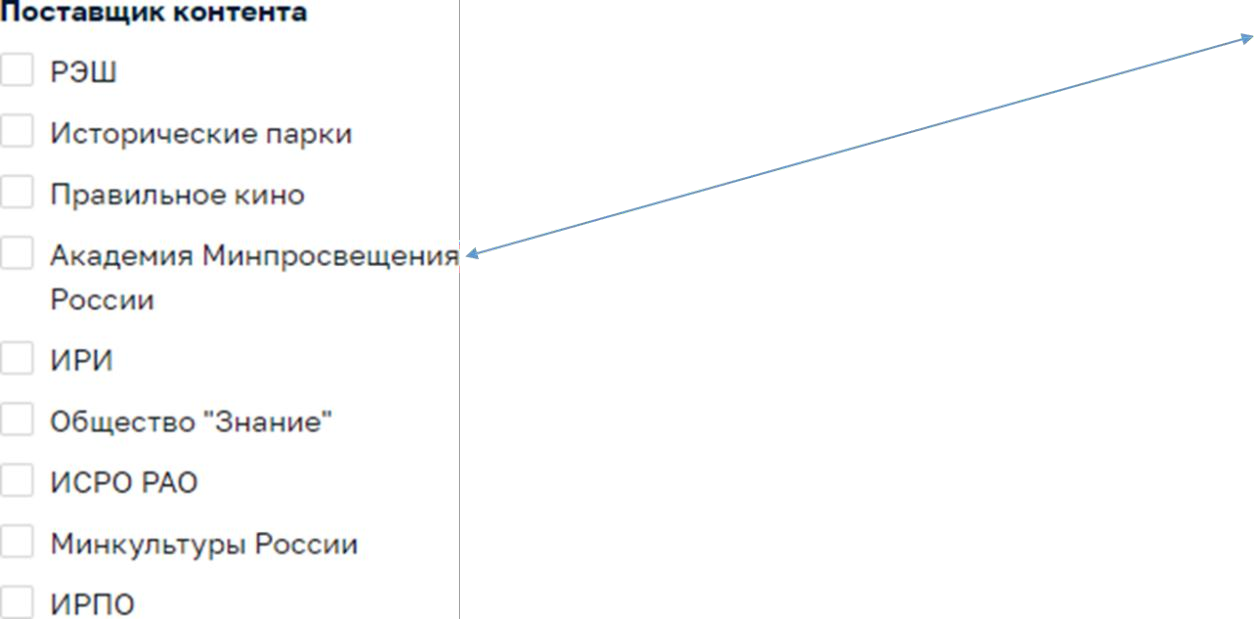 Поставщик контента
РЭШ
Исторические парки
Правильное кино
Академия Минпросвещения
России
ИРИ
Общество "Знание"
ИСРО РАО
Минкультуры России
ИРПО